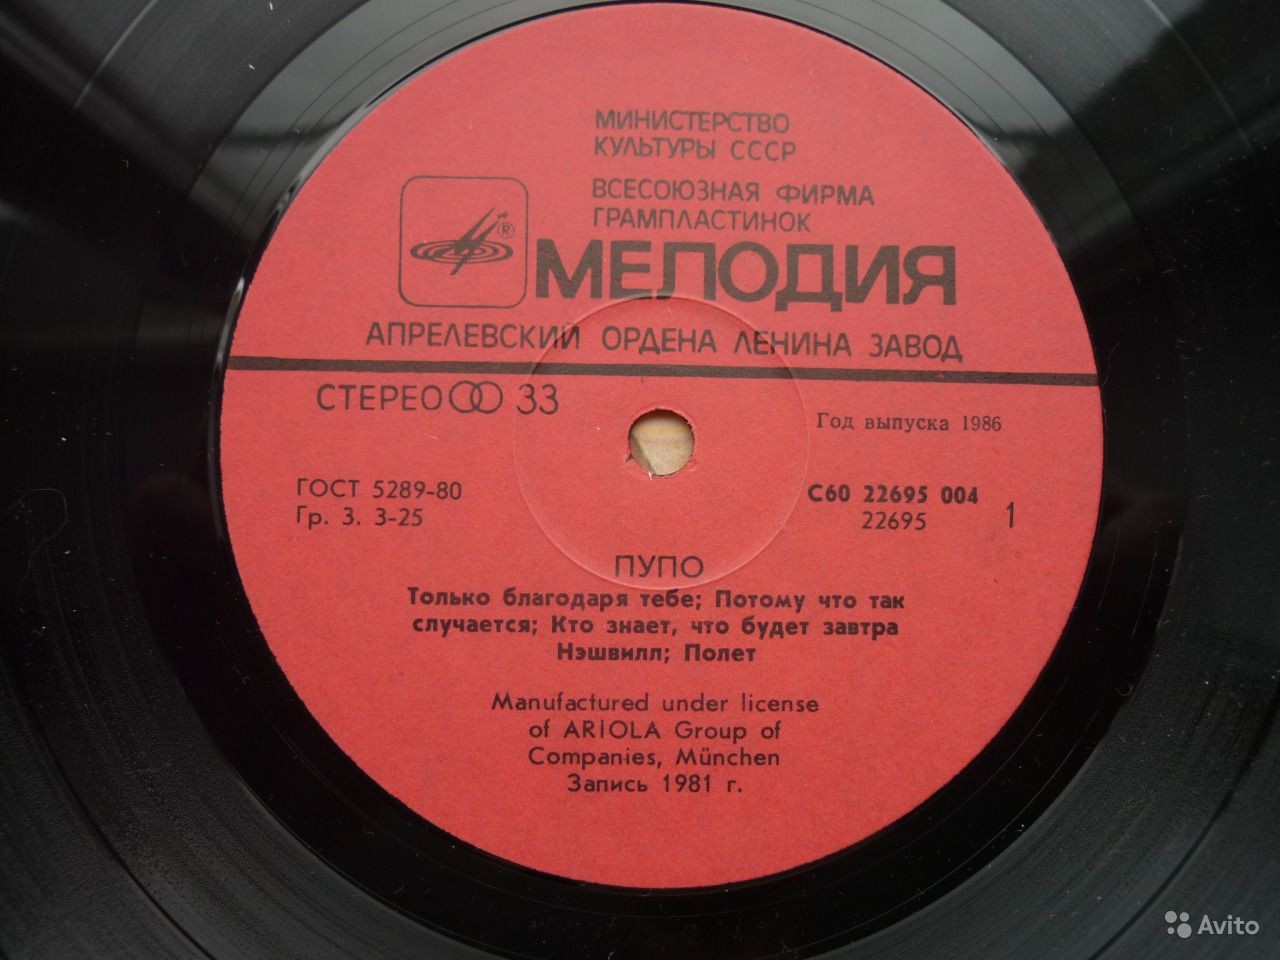 МИНИСТЕРСТВО
КУЛЬТУРЫ СССР
ВСЕСОЮЗНАЯ ФИРМА
ГРАМПЛАСТИНОК
®
МЕЛОДИЯ
АПРЕЛЕВСКИЙ ОРДЕНА ЛЕНИНА ЗАВОД
СТЕРЕО 33
Год выпуска 1986
ГОСТ 5289-80
Гр. 3. 3-25
С60 22695 004
22695
1
ПУПО
Только благодаря тебе; Потому что так
случается; Кто знает, что будет завтра
Нэшвилл; Полет
Manufactured under license
of ARIOLA Group of
Companies, München
Запись 1981 г.
Avito